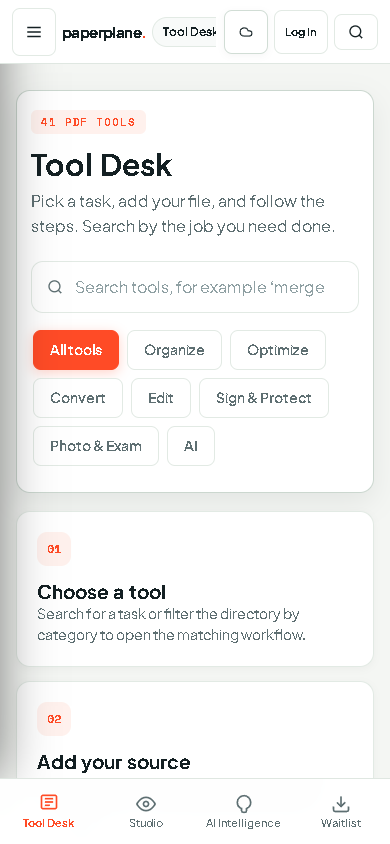 paperplane.
Tool Desk
Log in
41 PDF TOOLS
Tool Desk
Pick a task, add your file, and follow the
steps. Search by the job you need done.
Search tools, for example ‘merge
All tools
Organize
Optimize
Convert
Edit
Sign & Protect
Photo & Exam
AI
01
Choose a tool
Search for a task or filter the directory by
category to open the matching workflow.
02
Add your source
Tool Desk
Studio
AI Intelligence
Waitlist